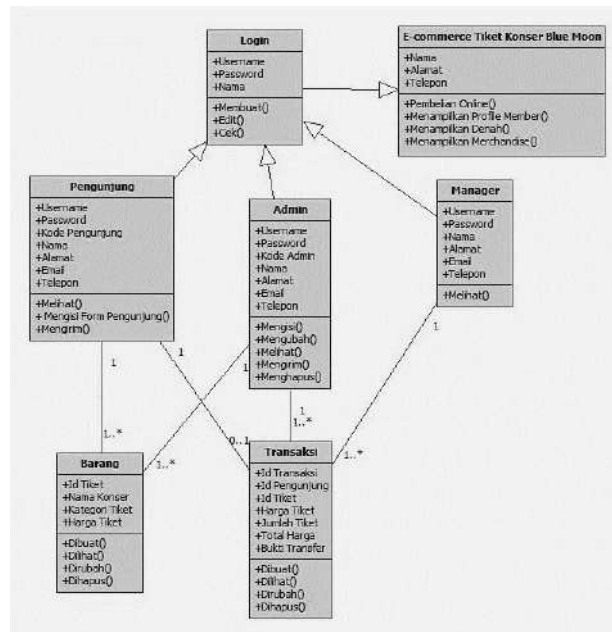 Login
+Username
+Password
+Nama
+Membuat()
+Edit()
+Cek()
E-commerce Tiket Konser Blue Moon
+Nama
+Alamat
+Telepon
+Pembelian Online()
+Menampilkan Profile Member()
+Menampilkan Denah()
+Menampilkan Merchandise()
Pengunjung
+Username
+Password
+Kode Pengunjung
+Nama
+Alamat
+Email
+Telepon
+Melihat()
+ Mengisi Form Pengunjung()
+Mengirim()
Admin
+Username
+Password
+Kode Admin
+Nama
+Alamat
+Email
+Telepon
+Mengisi()
+Mengubah()
+Melihat()
+Mengirim()
+Menghapus()
Manager
+Username
+Password
+Nama
+Alamat
+Email
+Telepon
+Melihat()
1
1
1
1
1
1..*
1..*
1..*
0..1
1..*
Barang
+Id Tiket
+Nama Konser
+Kategori Tiket
+Harga Tiket
+Dibuat()
+Dilihat()
+Dirubah()
+Dihapus()
Transaksi
+Id Transaksi
+Id Pengunjung
+Id Tiket
+Harga Tiket
+Jumlah Tiket
+Total Harga
+Bukti Transfer
+Dibuat()
+Dilihat()
+Dirubah()
+Dihapus()